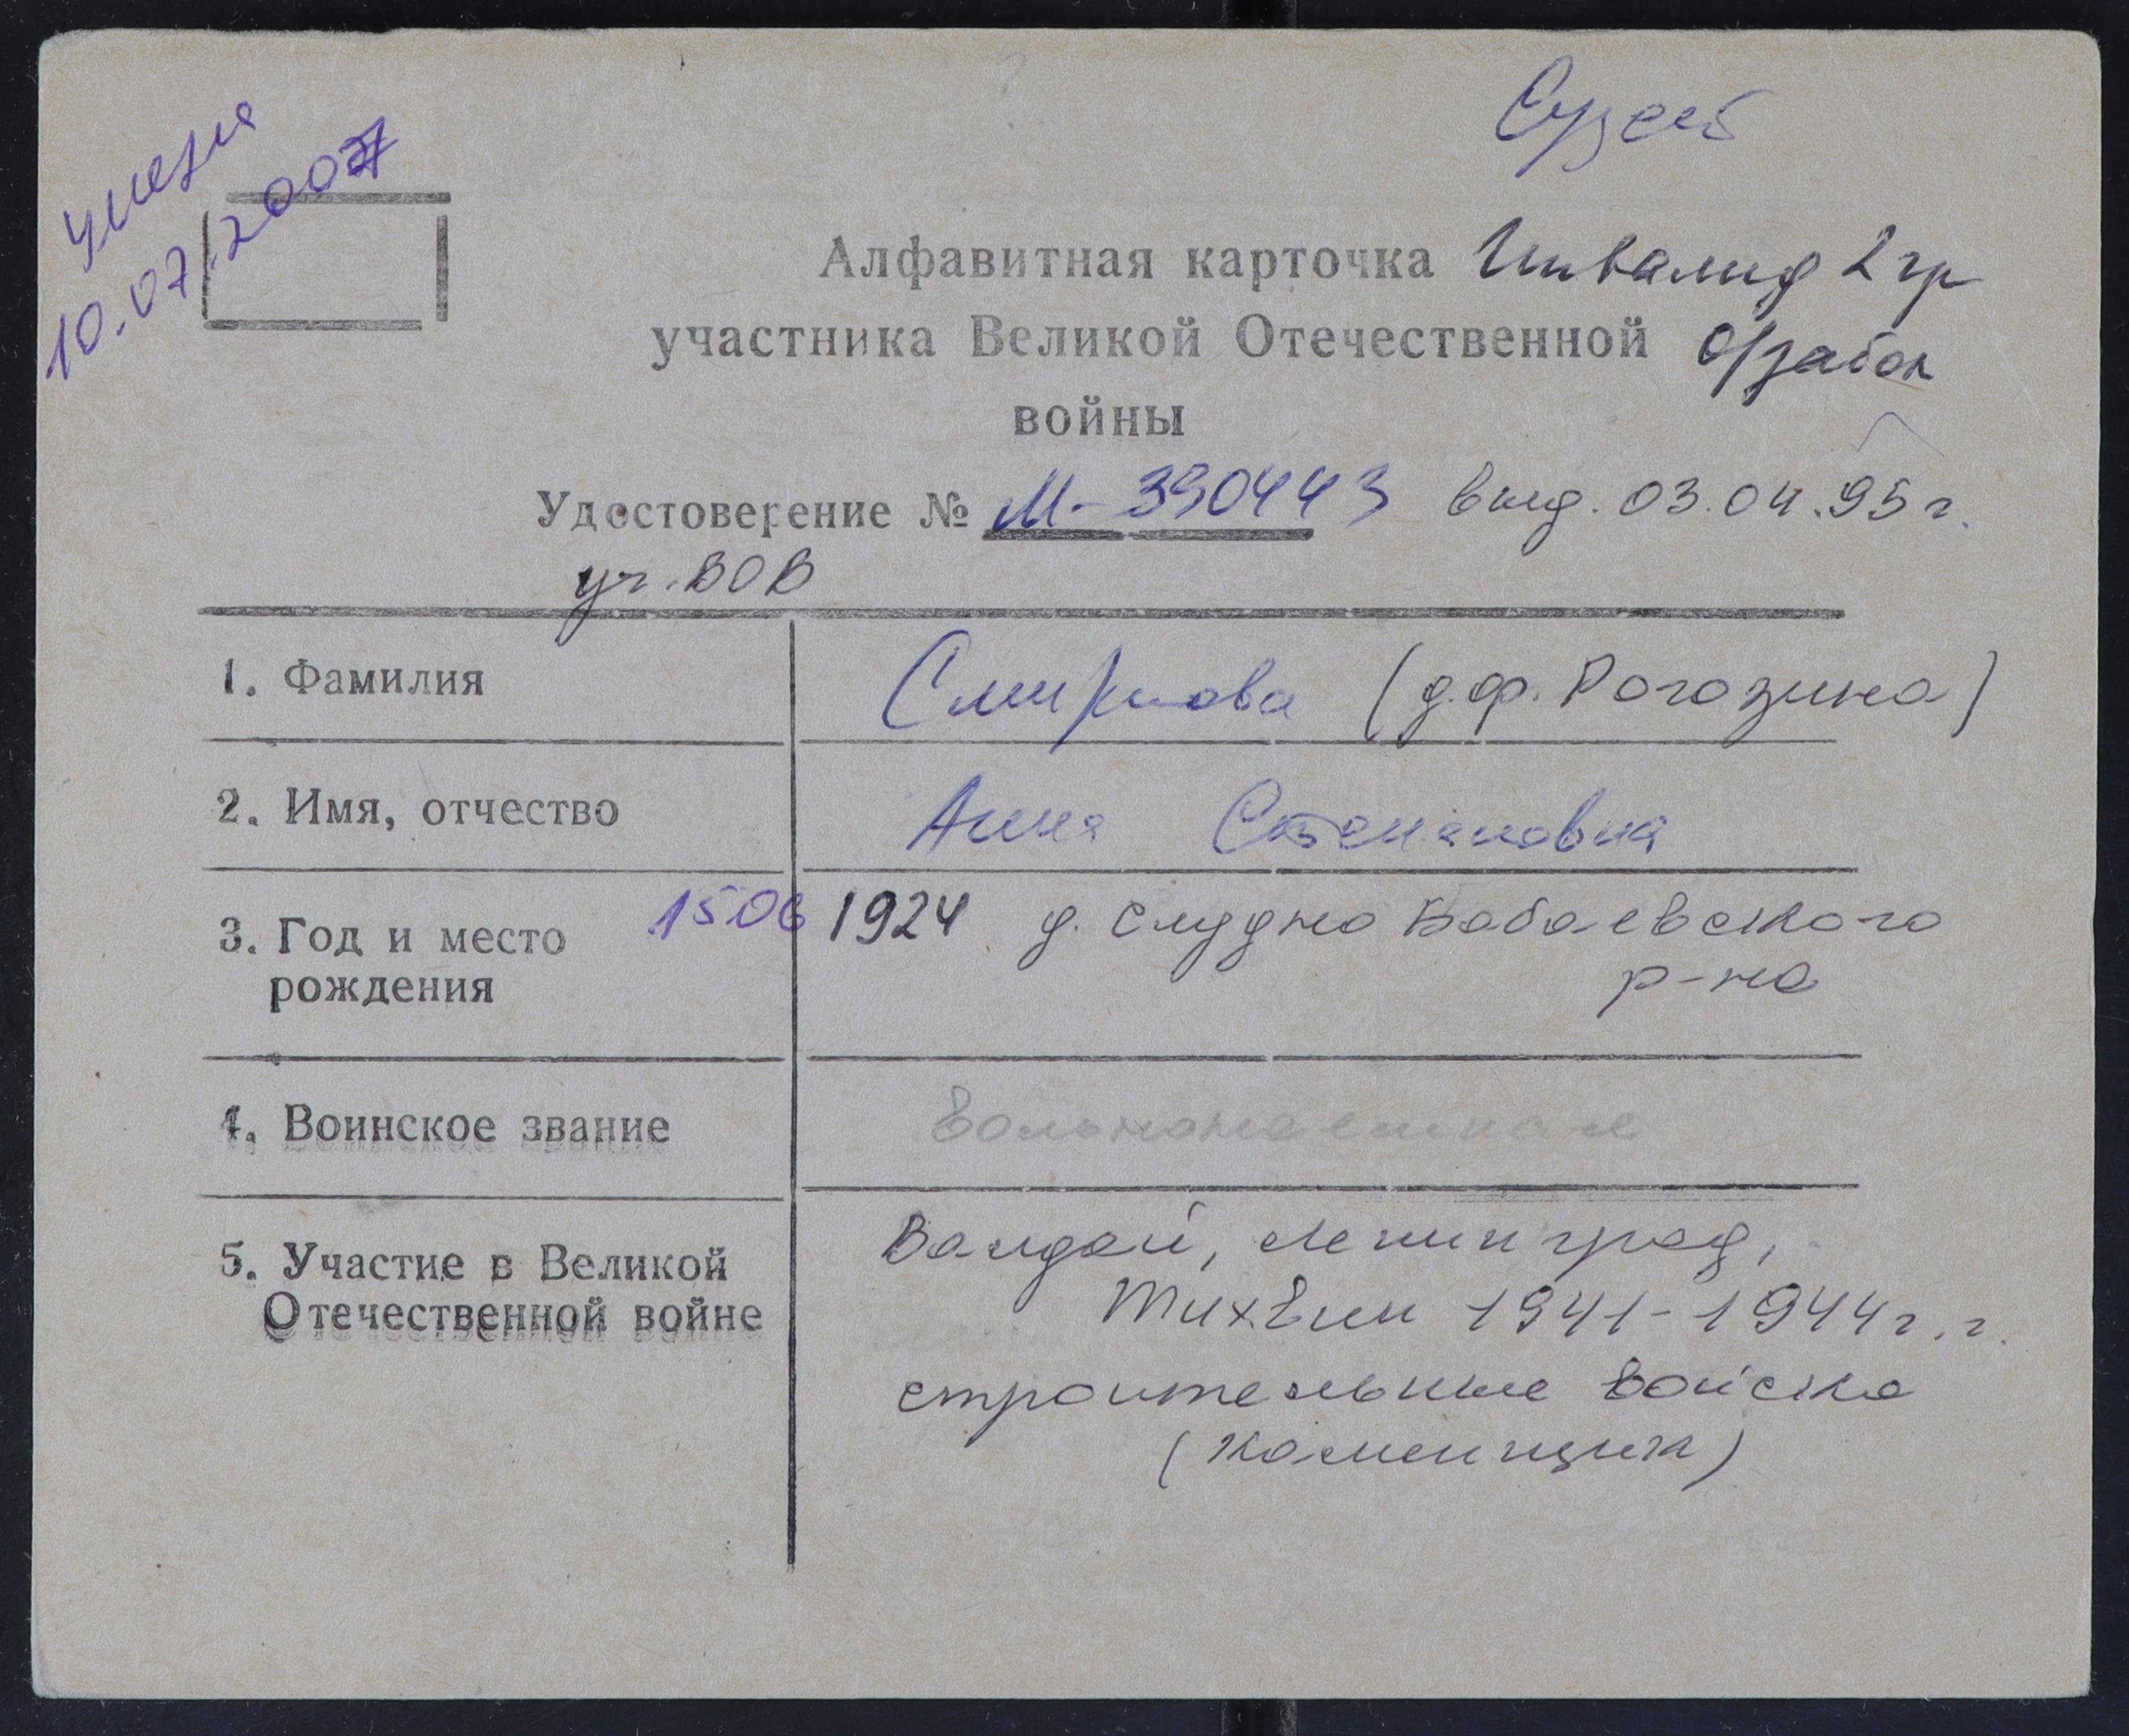 умерла
10.07.2007
Алфавитная карточка Инвалид 2 гр
участника Великой Отечественной о/забол
войны
Удостоверение № М-390443 выд. 03.04.95 г.
уч. ВОВ
1. Фамилия Смирнова (д.ф. Рогозина)
2. Имя, отчество Анна Степановна
3. Год и место 15 06 1924 д. Слудно Бабаевского
рождения р-на
4. Воинское звание вольнонаемная
5. Участие в Великой Валдай, Ленинград,
Отечественной войне Тихвин 1941-1944 г.г.
строительные войска
(каменщик)